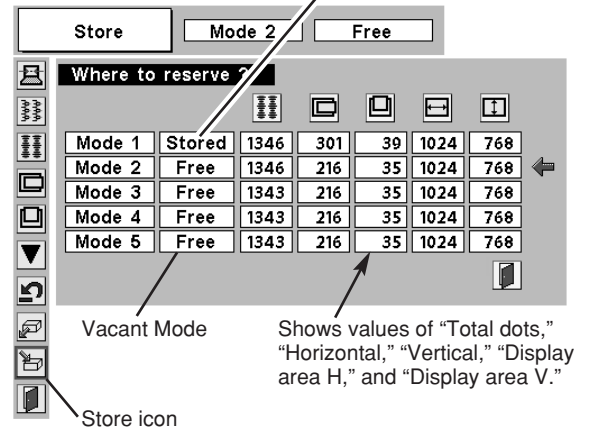 Store Mode 2 Free
Where to reserve ?
Mode 1 Stored 1346 301 39 1024 768
Mode 2 Free 1346 216 35 1024 768
Mode 3 Free 1343 216 35 1024 768
Mode 4 Free 1343 216 35 1024 768
Mode 5 Free 1343 216 35 1024 768
Vacant Mode
Shows values of “Total dots,”
“Horizontal,” “Vertical,” “Display
area H,” and “Display area V.”
Store icon